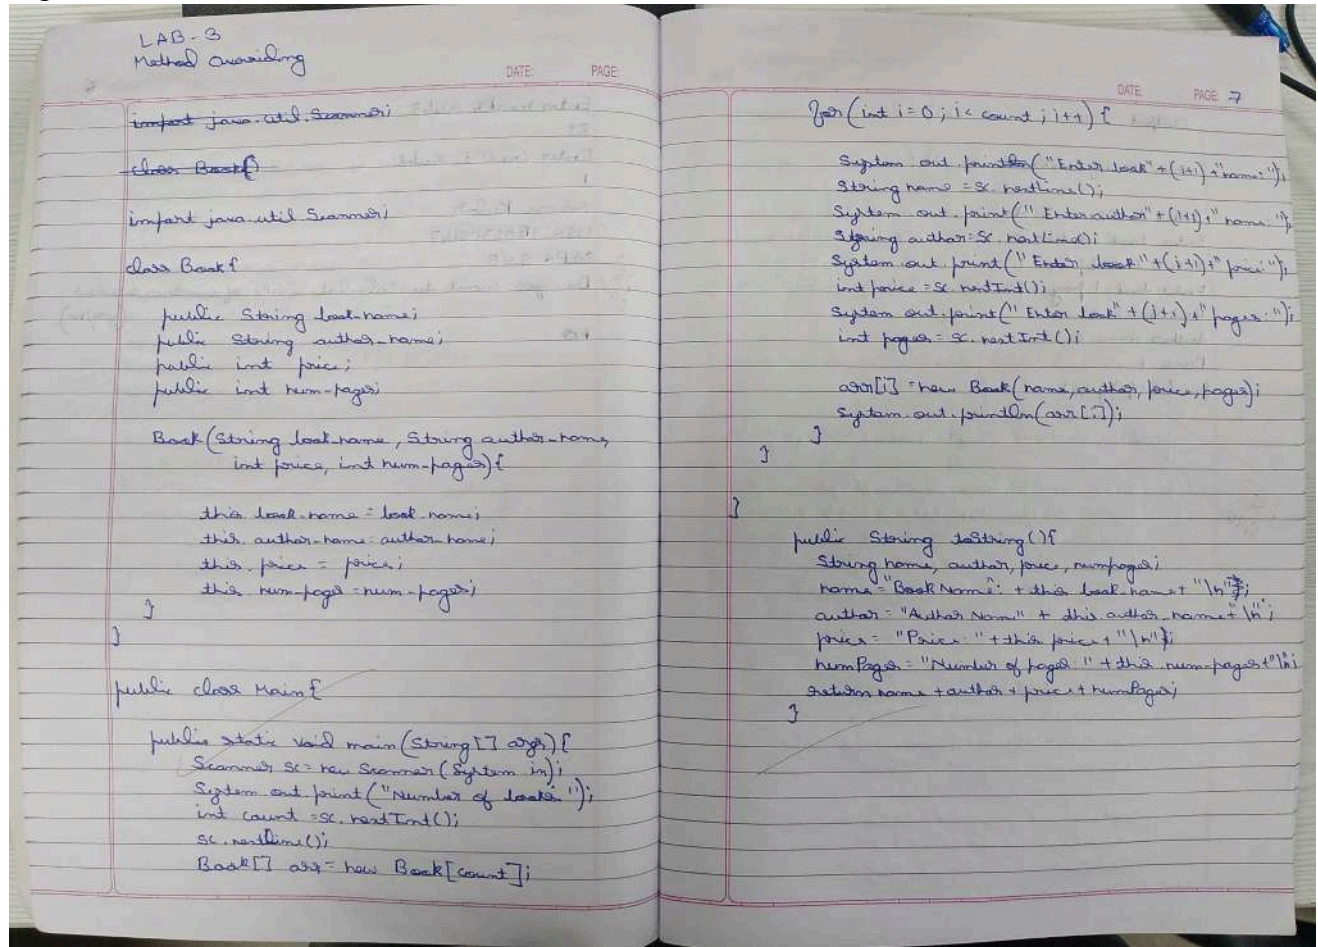 LAB-3
Method Overriding
DATE: PAGE:
import java.util.Scanner;
class Book{
import java.util.Scanner;
class Book{
public String book_name;
public String author_name;
public int price;
public int num_pages;
Book(String book_name, String author_name,
int price, int num_pages){
this.book_name = book_name;
this.author_name = author_name;
this.price = price;
this.num_pages = num_pages;
}
}
public class Main{
public static void main(String[] args){
Scanner sc = new Scanner(System.in);
System.out.print("Number of books: ");
int count = sc.nextInt();
sc.nextLine();
Book[] arr = new Book[count];
DATE PAGE: 7
for(int i=0; i< count; i++){
System.out.print("Enter book"+(i+1)+"name: ");
String name = sc.nextLine();
System.out.print("Enter author"+(i+1)+" name: ");
String author = sc.nextLine();
System.out.print("Enter book"+(i+1)+" price: ");
int price = sc.nextInt();
System.out.print("Enter book"+(i+1)+" pages: ");
int pages = sc.nextInt();
arr[i] = new Book(name,author,price,pages);
System.out.println(arr[i]);
}
}
}
public String toString(){
String name, author, price, numpages;
name = "Book Name: + this.book_name + "\n";
author = "Author Name" + this.author_name + "\n";
price = "Price: " + this.price + "\n";
numPages = "Number of pages: " + this.num_pages + "\n";
return name + author + price + numPages;
}